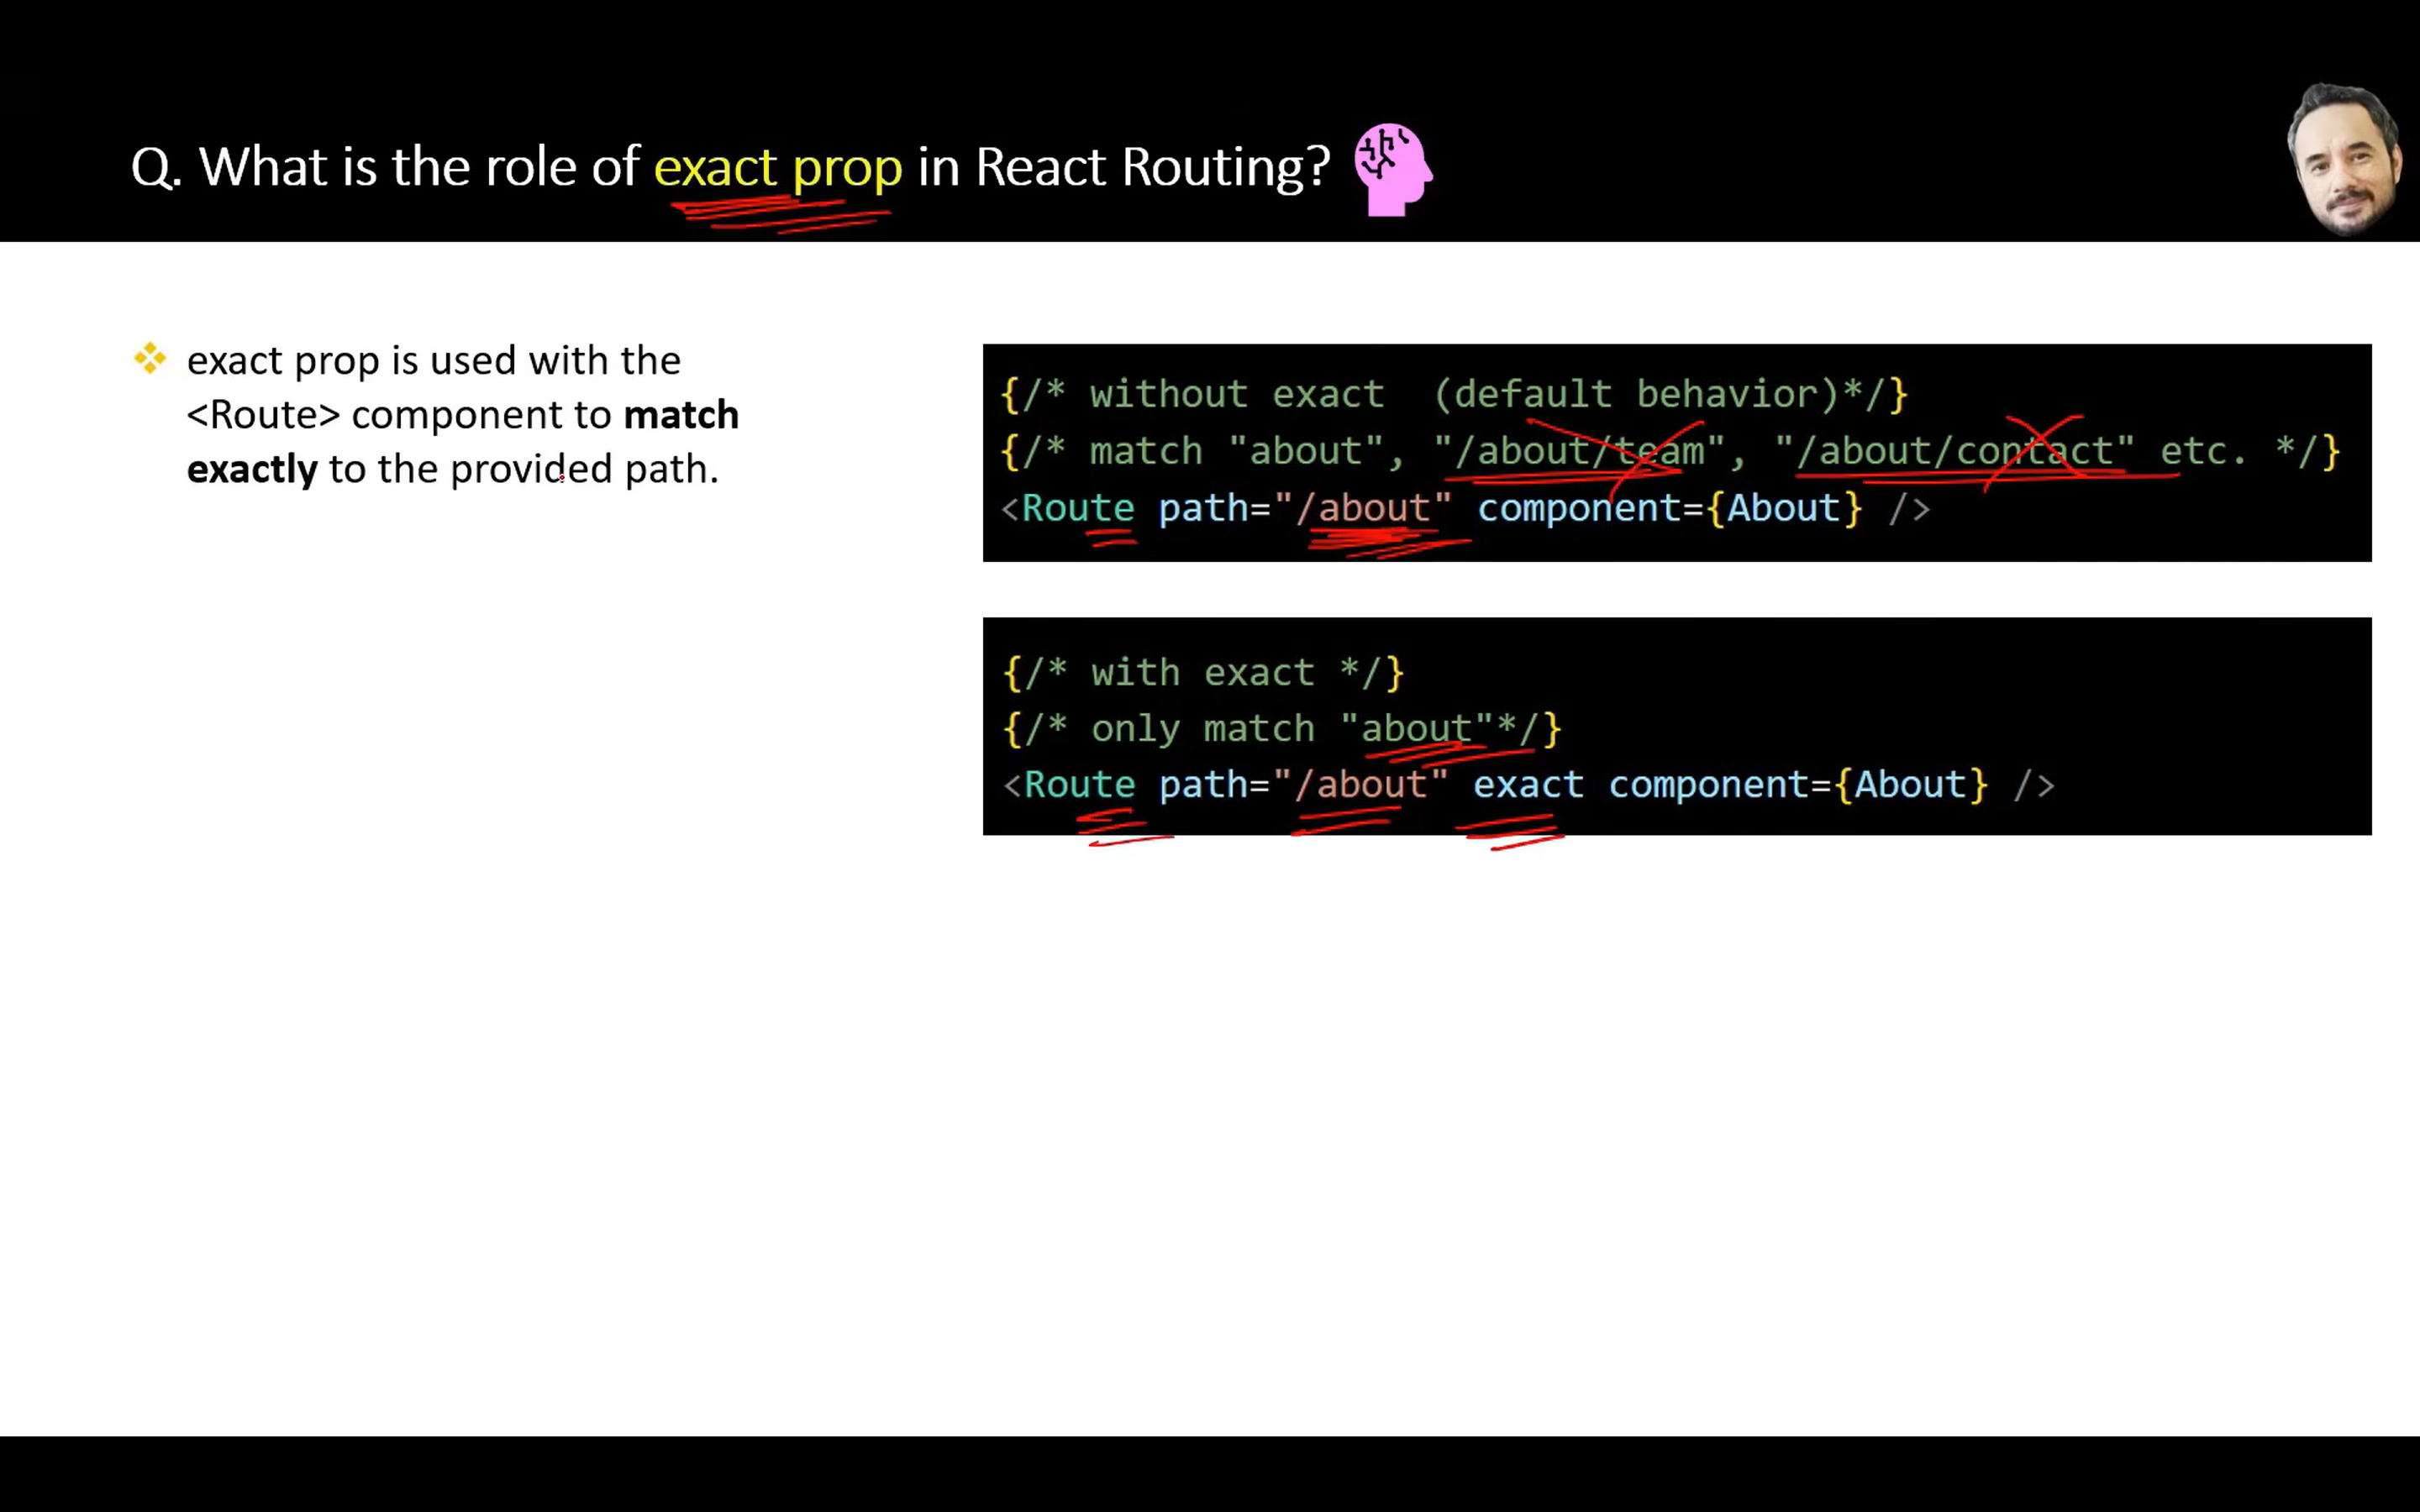 Q. What is the role of exact prop in React Routing?
exact prop is used with the
<Route> component to match
exactly to the provided path.
{/* without exact  (default behavior)*/}
{/* match "about", "/about/team", "/about/contact" etc. */}
<Route path="/about" component={About} />
{/* with exact */}
{/* only match "about"*/}
<Route path="/about" exact component={About} />